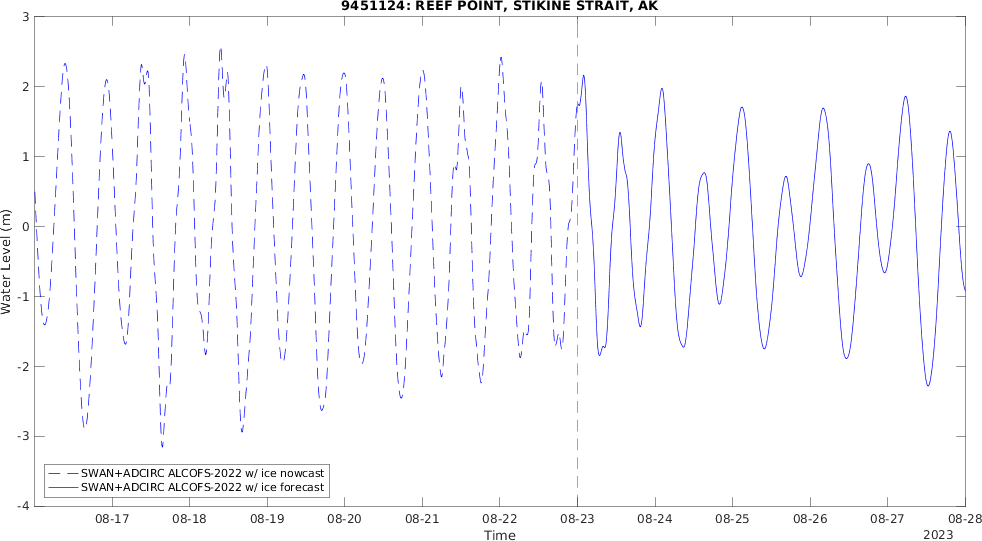 9451124: REEF POINT, STIKINE STRAIT, AK
3
2
1
0
-1
-2
-3
-4
Water Level (m)
SWAN+ADCIRC ALCOFS-2022 w/ ice nowcast
SWAN+ADCIRC ALCOFS-2022 w/ ice forecast
08-17 08-18 08-19 08-20 08-21 08-22 08-23 08-24 08-25 08-26 08-27 08-28
Time
2023